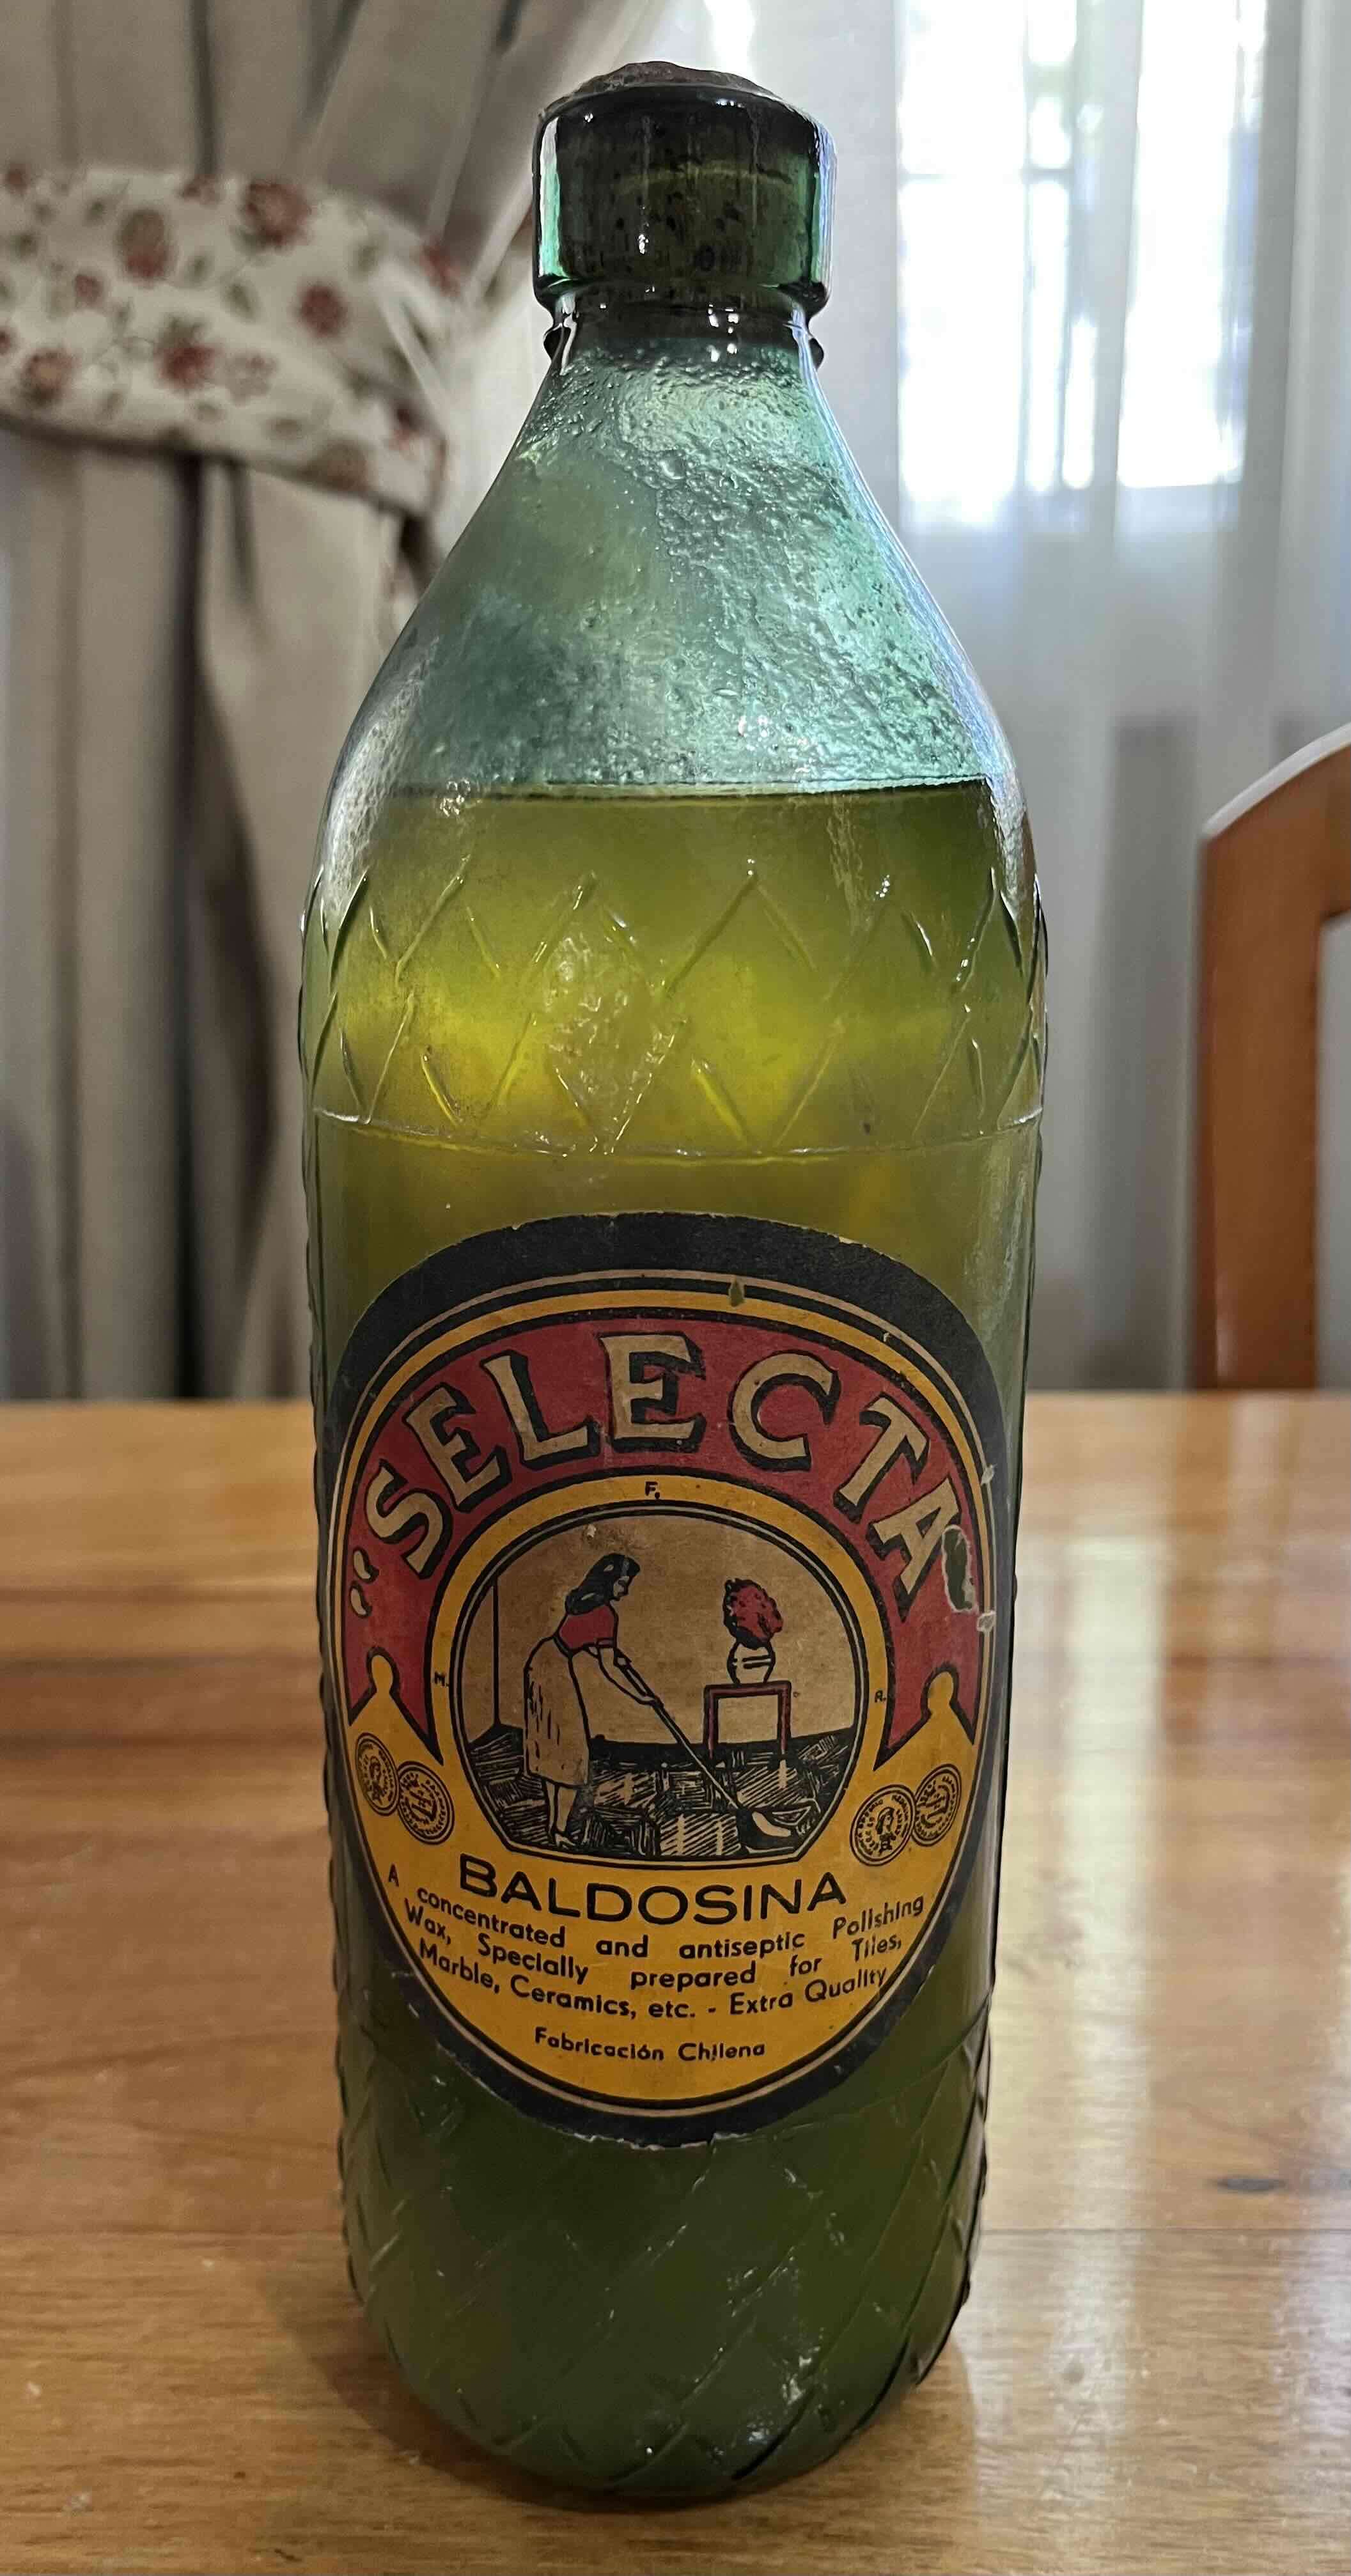 "SELECTA"
F.
M. R.
BALDOSINA
A concentrated and antiseptic Polishing
Wax, Specially prepared for Tiles,
Marble, Ceramics, etc. - Extra Quality
Fabricación Chilena